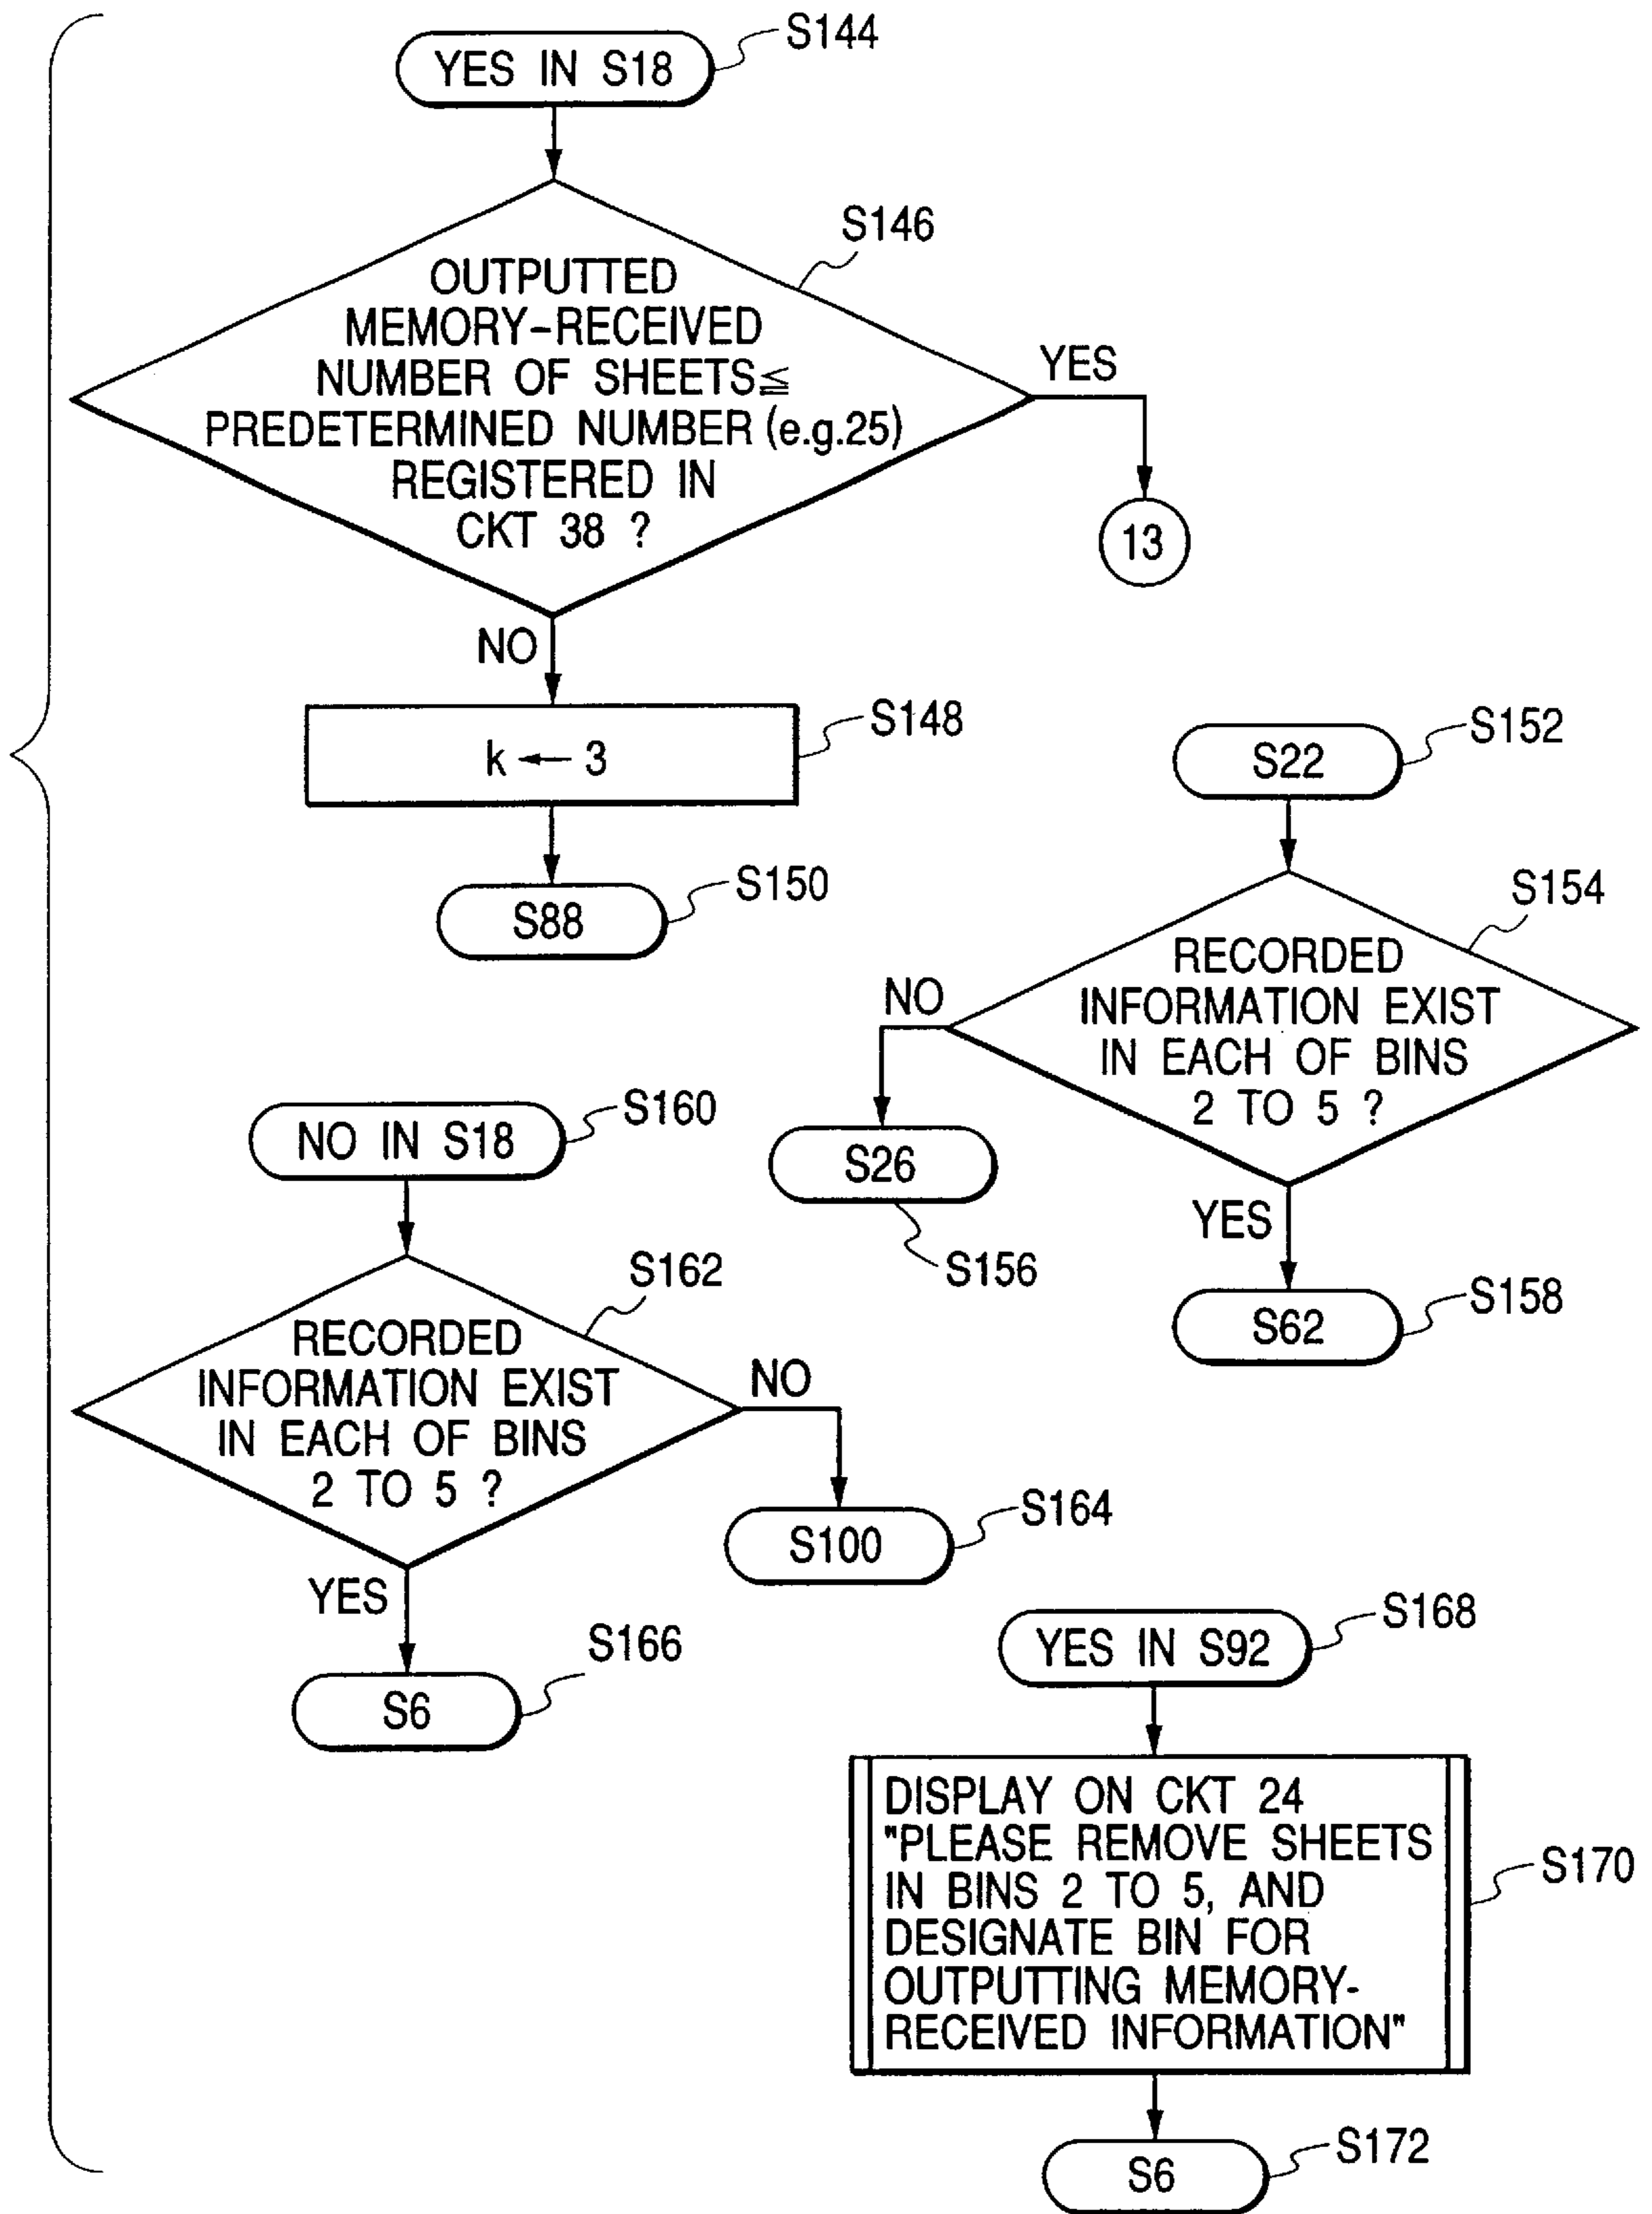 YES IN S18
S144
S146
OUTPUTTED
MEMORY-RECEIVED
NUMBER OF SHEETS≦
PREDETERMINED NUMBER (e.g.25)
REGISTERED IN
CKT 38 ?
YES
13
NO
k ← 3
S148
S88
S150
S22
S152
S154
RECORDED
INFORMATION EXIST
IN EACH OF BINS
2 TO 5 ?
NO
S26
S156
YES
S62
S158
NO IN S18
S160
S162
RECORDED
INFORMATION EXIST
IN EACH OF BINS
2 TO 5 ?
NO
S100
S164
YES
S6
S166
YES IN S92
S168
DISPLAY ON CKT 24
"PLEASE REMOVE SHEETS
IN BINS 2 TO 5, AND
DESIGNATE BIN FOR
OUTPUTTING MEMORY-
RECEIVED INFORMATION"
S170
S6
S172